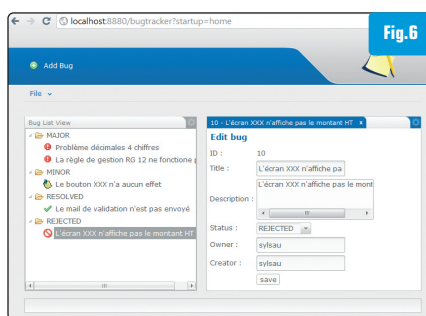 localhost:8880/bugtracker?startup=home
Fig.6
Add Bug
File
Bug List View
MAJOR
Problème décimales 4 chiffres
La règle de gestion RG 12 ne fonctione
MINOR
Le bouton XXX n'a aucun effet
RESOLVED
Le mail de validation n'est pas envoyé
REJECTED
L'écran XXX n'affiche pas le montant HT
10 - L'écran XXX n'affiche pas le montant HT x
Edit bug
ID : 10
Title : L'écran XXX n'affiche pa
Description : L'écran XXX n'affiche pas le mont
Status : REJECTED
Owner : sylsau
Creator : sylsau
save